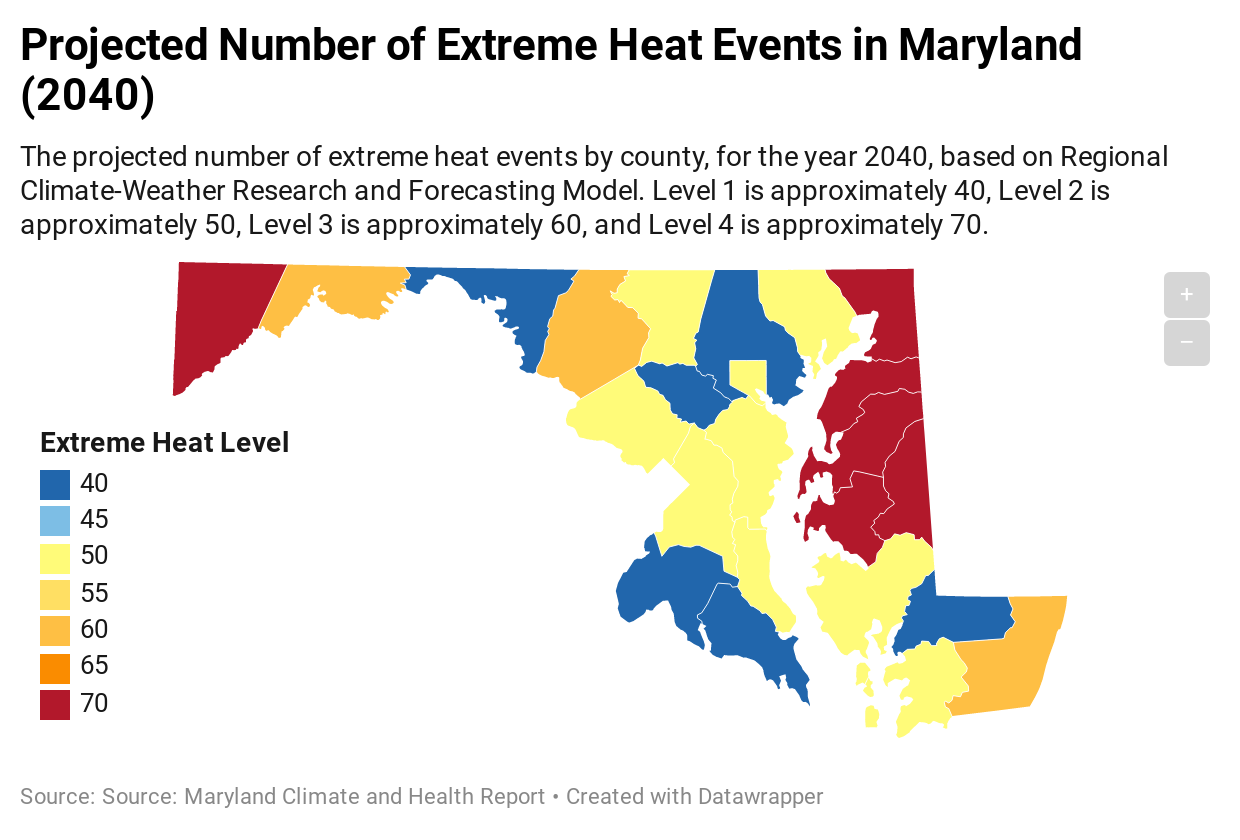 Projected Number of Extreme Heat Events in Maryland
(2040)
The projected number of extreme heat events by county, for the year 2040, based on Regional
Climate-Weather Research and Forecasting Model. Level 1 is approximately 40, Level 2 is
approximately 50, Level 3 is approximately 60, and Level 4 is approximately 70.
+
−
Extreme Heat Level
40
45
50
55
60
65
70
Source: Source: Maryland Climate and Health Report • Created with Datawrapper